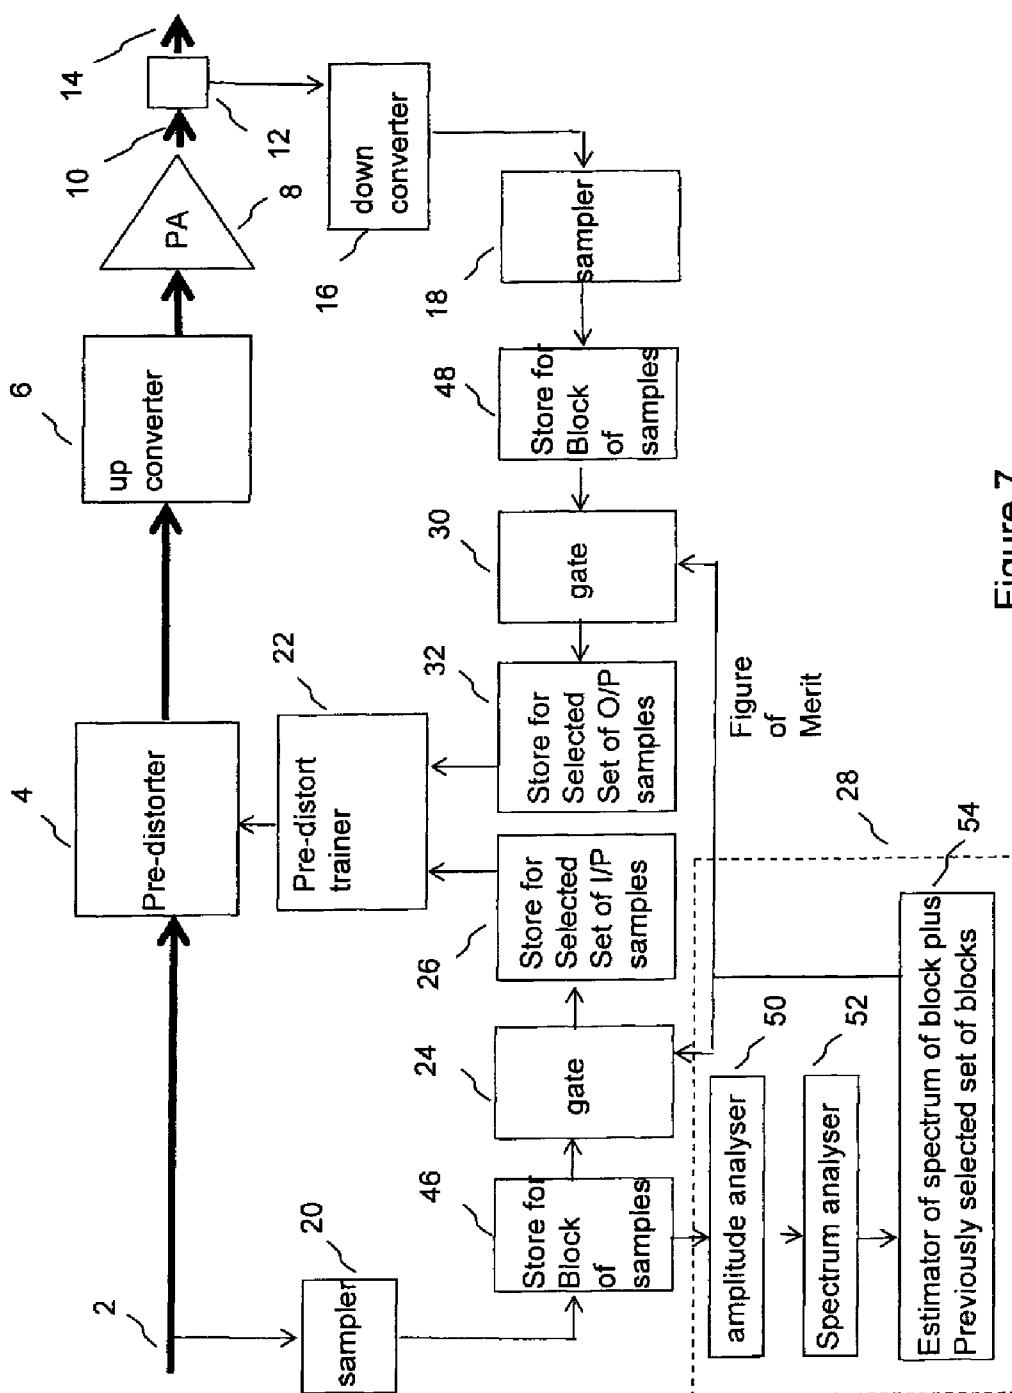 2
4
Pre-distorter
6
up
converter
PA
8
10
12
14
down
converter
16
sampler
18
20
sampler
22
Pre-distort
trainer
46
Store for
Block
of
samples
24
gate
26
Store for
Selected
Set of I/P
samples
32
Store for
Selected
Set of O/P
samples
30
gate
48
Store for
Block
of
samples
50
amplitude analyser
52
Spectrum analyser
54
Estimator of spectrum of block plus
Previously selected set of blocks
28
Figure
of
Merit
Figure 7